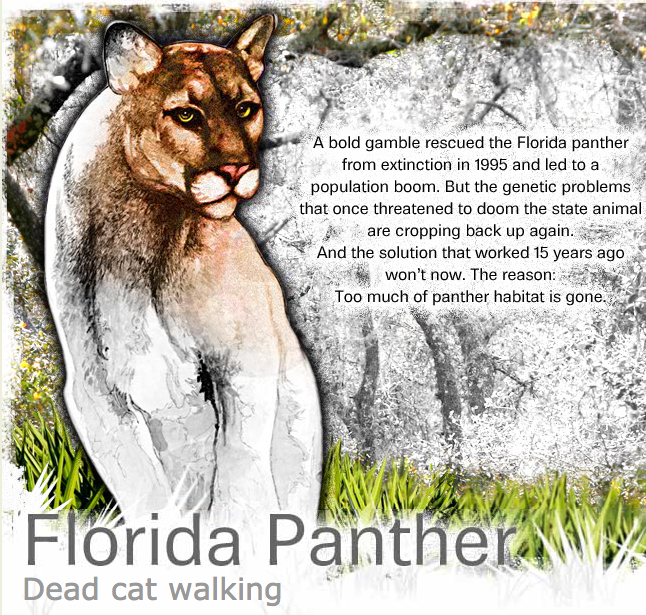 A bold gamble rescued the Florida panther
from extinction in 1995 and led to a
population boom. But the genetic problems
that once threatened to doom the state animal
are cropping back up again.
And the solution that worked 15 years ago
won't now. The reason:
Too much of panther habitat is gone.
Florida Panther
Dead cat walking